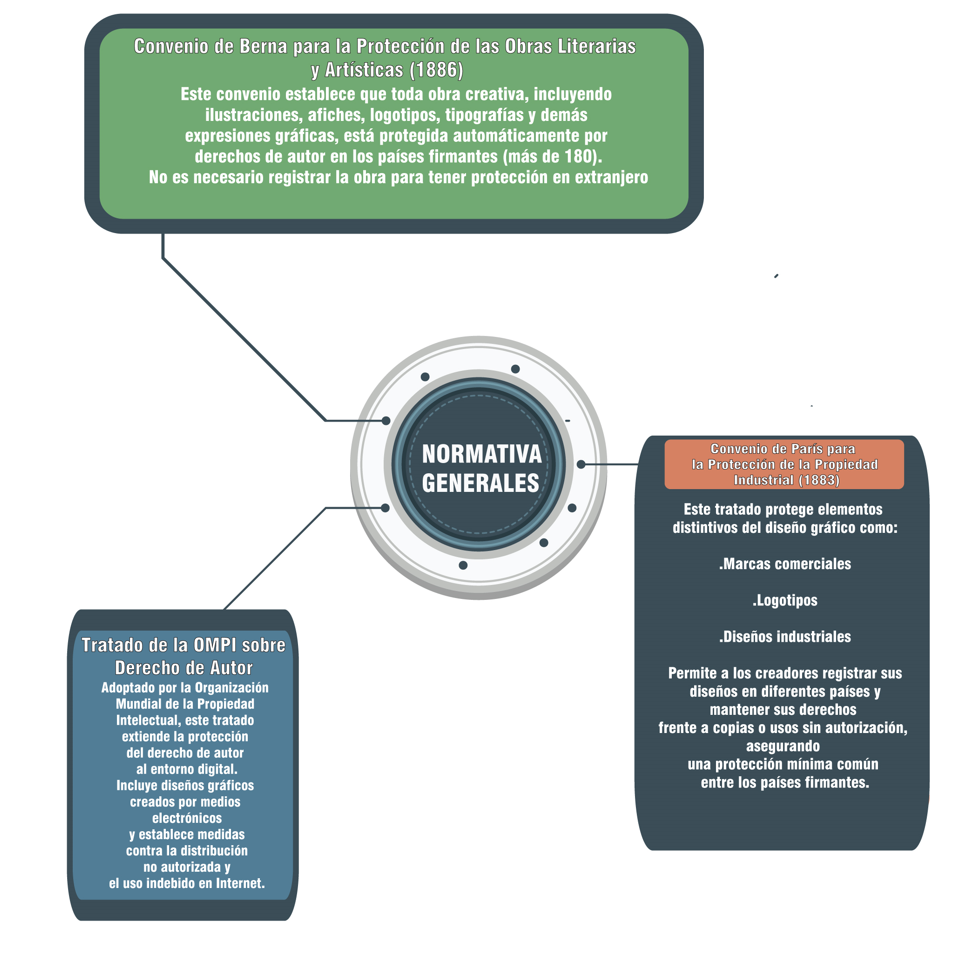 Convenio de Berna para la Protección de las Obras Literarias
y Artísticas (1886)
Este convenio establece que toda obra creativa, incluyendo
ilustraciones, afiches, logotipos, tipografías y demás
expresiones gráficas, está protegida automáticamente por
derechos de autor en los países firmantes (más de 180).
No es necesario registrar la obra para tener protección en extranjero
NORMATIVA
GENERALES
Convenio de París para
la Protección de la Propiedad
Industrial (1883)
Este tratado protege elementos
distintivos del diseño gráfico como:
.Marcas comerciales
.Logotipos
.Diseños industriales
Permite a los creadores registrar sus
diseños en diferentes países y
mantener sus derechos
frente a copias o usos sin autorización,
asegurando
una protección mínima común
entre los países firmantes.
Tratado de la OMPI sobre
Derecho de Autor
Adoptado por la Organización
Mundial de la Propiedad
Intelectual, este tratado
extiende la protección
del derecho de autor
al entorno digital.
Incluye diseños gráficos
creados por medios
electrónicos
y establece medidas
contra la distribución
no autorizada y
el uso indebido en Internet.